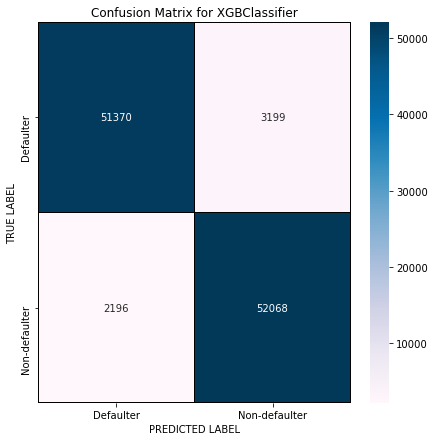 Confusion Matrix for XGBClassifier
TRUE LABEL
Defaulter
Non-defaulter
51370
3199
2196
52068
Defaulter
Non-defaulter
PREDICTED LABEL
50000
40000
30000
20000
10000